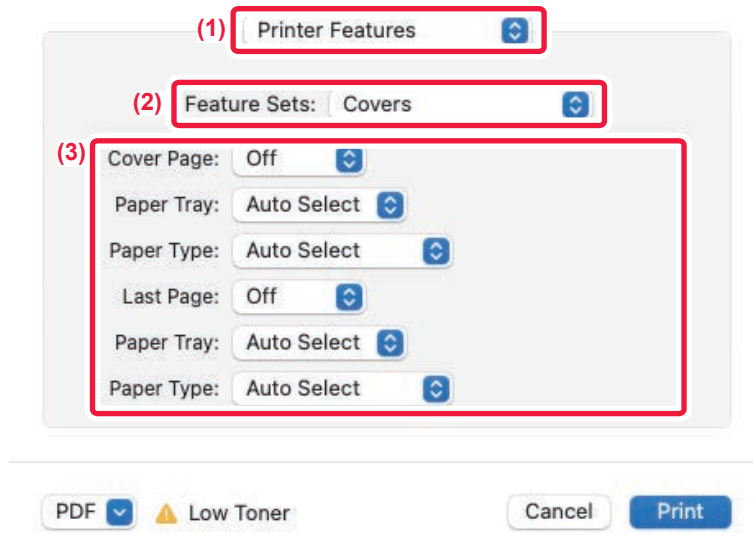 (1) Printer Features
(2) Feature Sets: Covers
(3) Cover Page: Off
Paper Tray: Auto Select
Paper Type: Auto Select
Last Page: Off
Paper Tray: Auto Select
Paper Type: Auto Select
PDF Low Toner Cancel Print